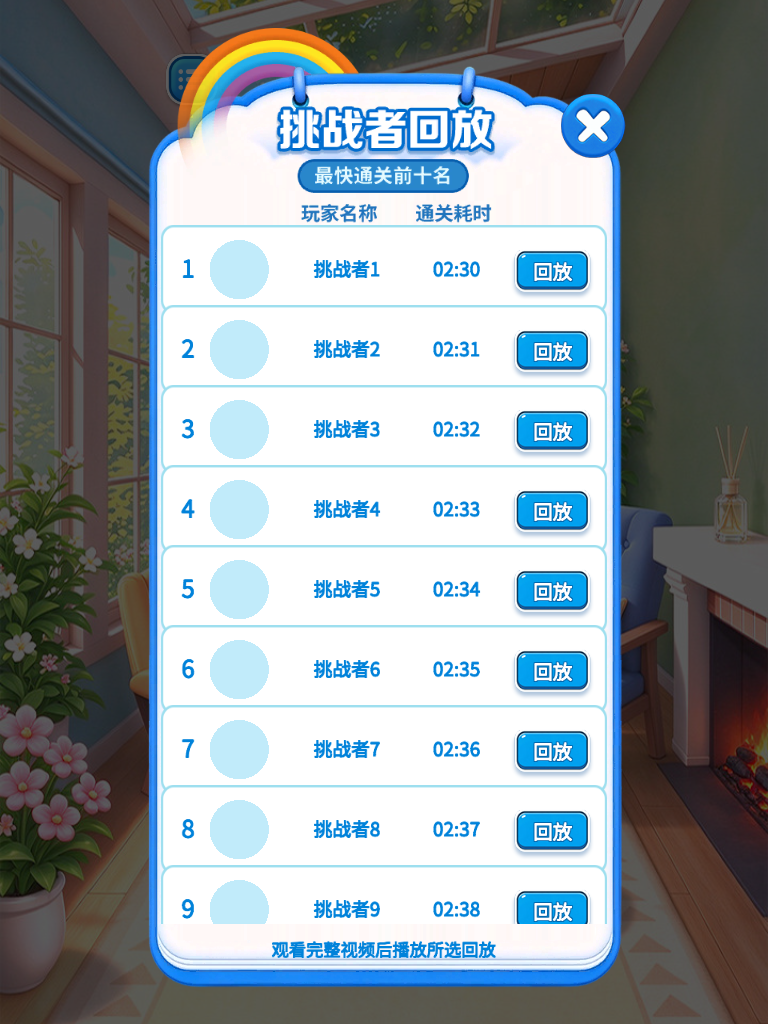 挑战者回放
最快通关前十名
玩家名称 通关耗时
1 挑战者1 02:30 回放
2 挑战者2 02:31 回放
3 挑战者3 02:32 回放
4 挑战者4 02:33 回放
5 挑战者5 02:34 回放
6 挑战者6 02:35 回放
7 挑战者7 02:36 回放
8 挑战者8 02:37 回放
9 挑战者9 02:38 回放
观看完整视频后播放所选回放